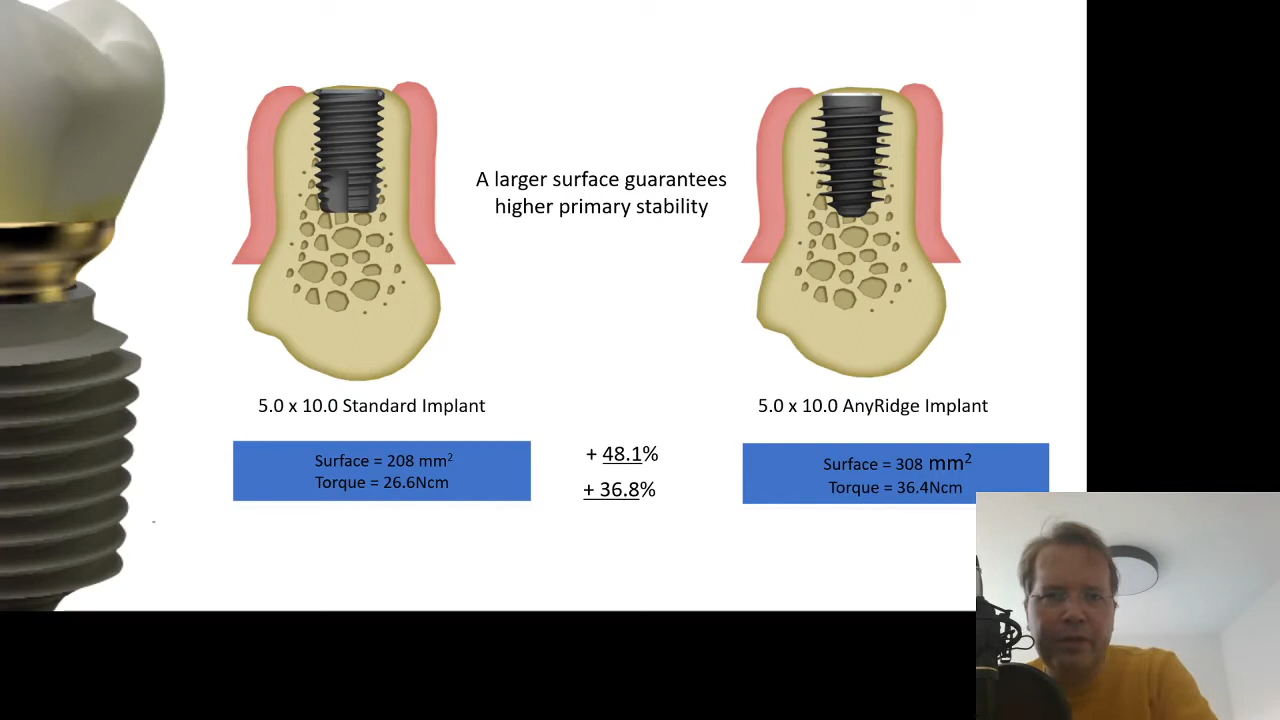 A larger surface guarantees
higher primary stability
5.0 x 10.0 Standard Implant
5.0 x 10.0 AnyRidge Implant
Surface = 208 mm²
Torque = 26.6Ncm
+ 48.1%
+ 36.8%
Surface = 308 mm²
Torque = 36.4Ncm